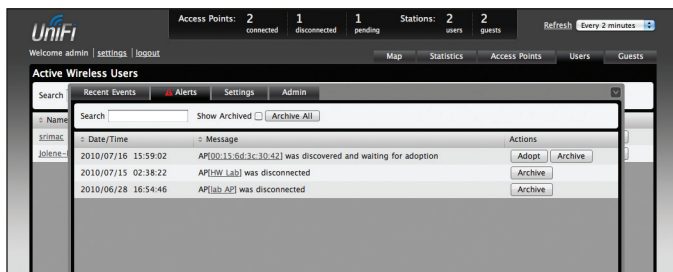 UniFi
Access Points: 2 connected 1 disconnected 1 pending Stations: 2 users 2 guests
Refresh Every 2 minutes
Welcome admin settings logout
Map Statistics Access Points Users Guests
Active Wireless Users
Search
Recent Events Alerts Settings Admin
Search Show Archived Archive All
Name
Date/Time Message Actions
srimac
2010/07/16 15:59:02 AP[00:15:6d:3c:30:42] was discovered and waiting for adoption Adopt Archive
Jolene-
2010/07/15 02:38:22 AP[HW Lab] was disconnected Archive
2010/06/28 16:54:46 AP[lab AP] was disconnected Archive